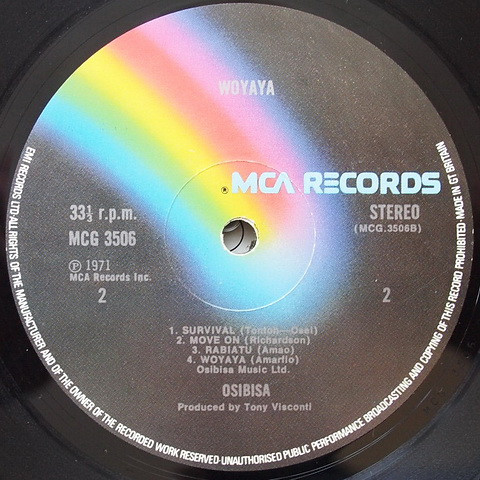 WOYAYA
MCA RECORDS
33⅓ r.p.m.
MCG 3506
℗ 1971
MCA Records Inc.
2
STEREO
(MCG.3506B)
2
1. SURVIVAL (Tontoh—Osei)
2. MOVE ON (Richardson)
3. RABIATU (Amao)
4. WOYAYA (Amarfio)
Osibisa Music Ltd.
OSIBISA
Produced by Tony Visconti
EMI RECORDS LTD·ALL RIGHTS OF THE MANUFACTURER AND OF THE OWNER OF THE RECORDED WORK RESERVED·UNAUTHORISED PUBLIC PERFORMANCE BROADCASTING AND COPYING OF THIS RECORD PROHIBITED·MADE IN GT BRITAIN